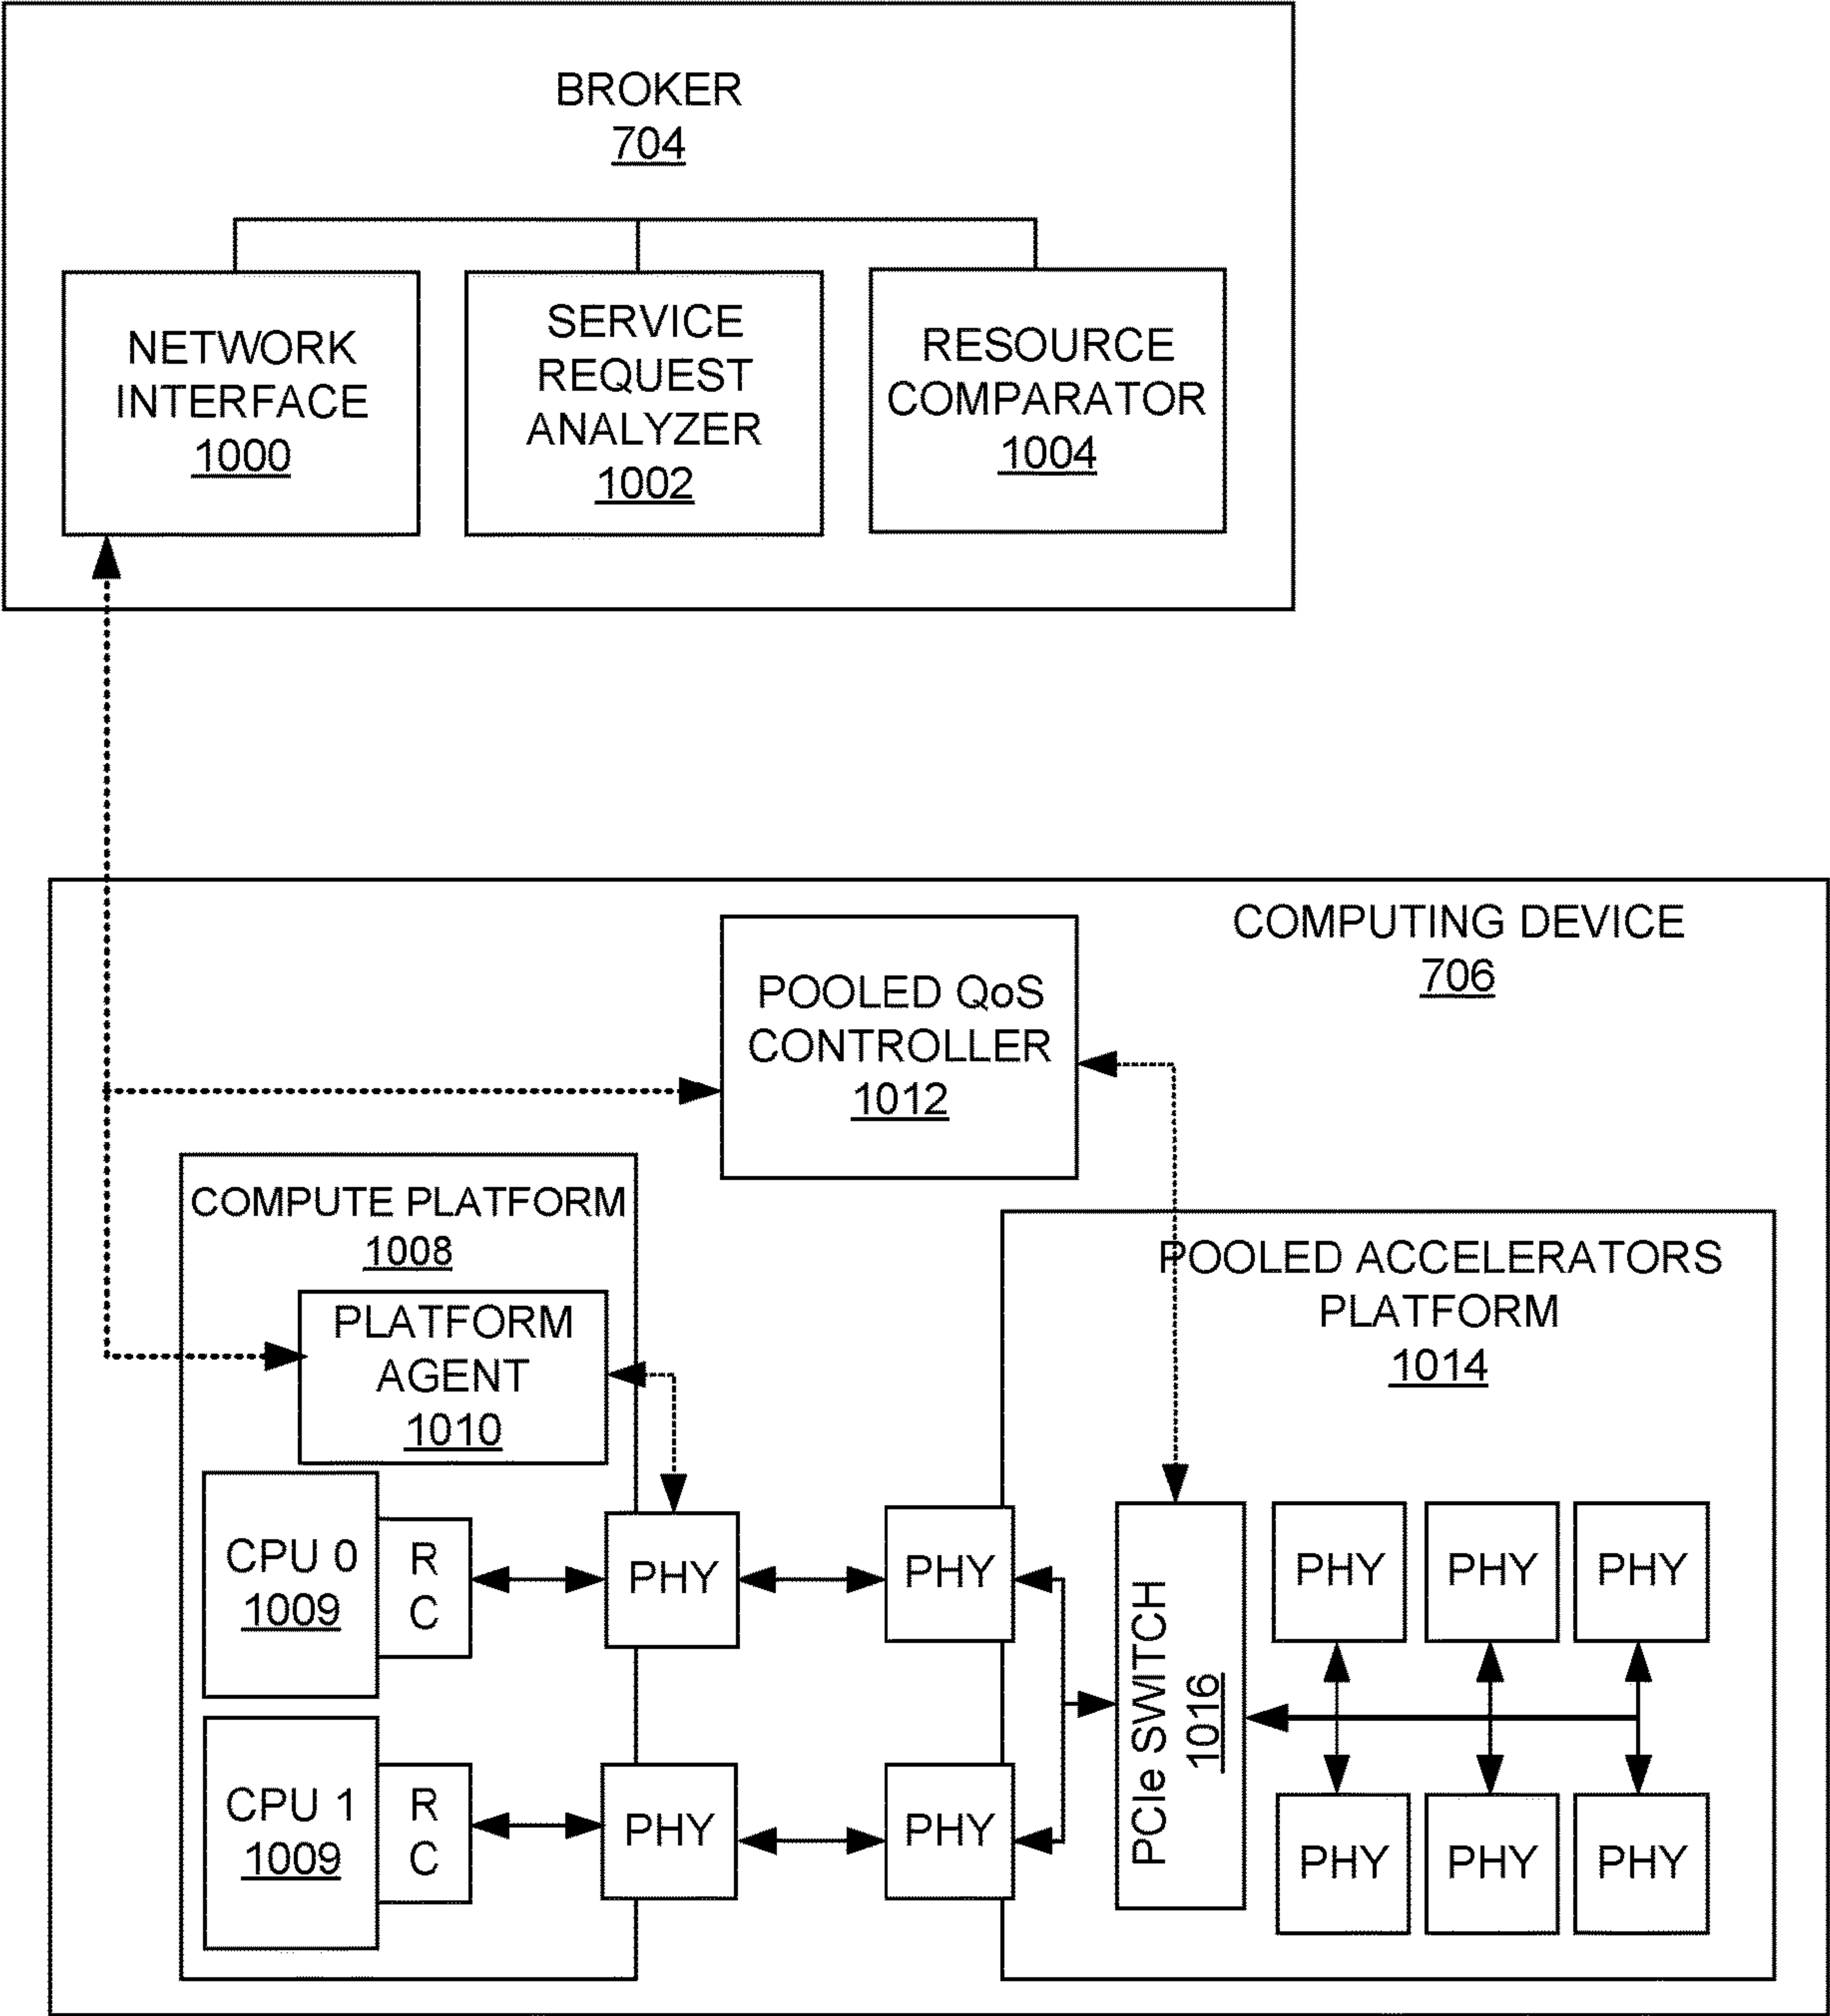 BROKER
704
NETWORK
INTERFACE
1000
SERVICE
REQUEST
ANALYZER
1002
RESOURCE
COMPARATOR
1004
COMPUTING DEVICE
706
POOLED QoS
CONTROLLER
1012
COMPUTE PLATFORM
1008
PLATFORM
AGENT
1010
POOLED ACCELERATORS
PLATFORM
1014
CPU 0
1009
R
C
PHY
PHY
CPU 1
1009
R
C
PHY
PHY
PCIe SWITCH
1016
PHY
PHY
PHY
PHY
PHY
PHY